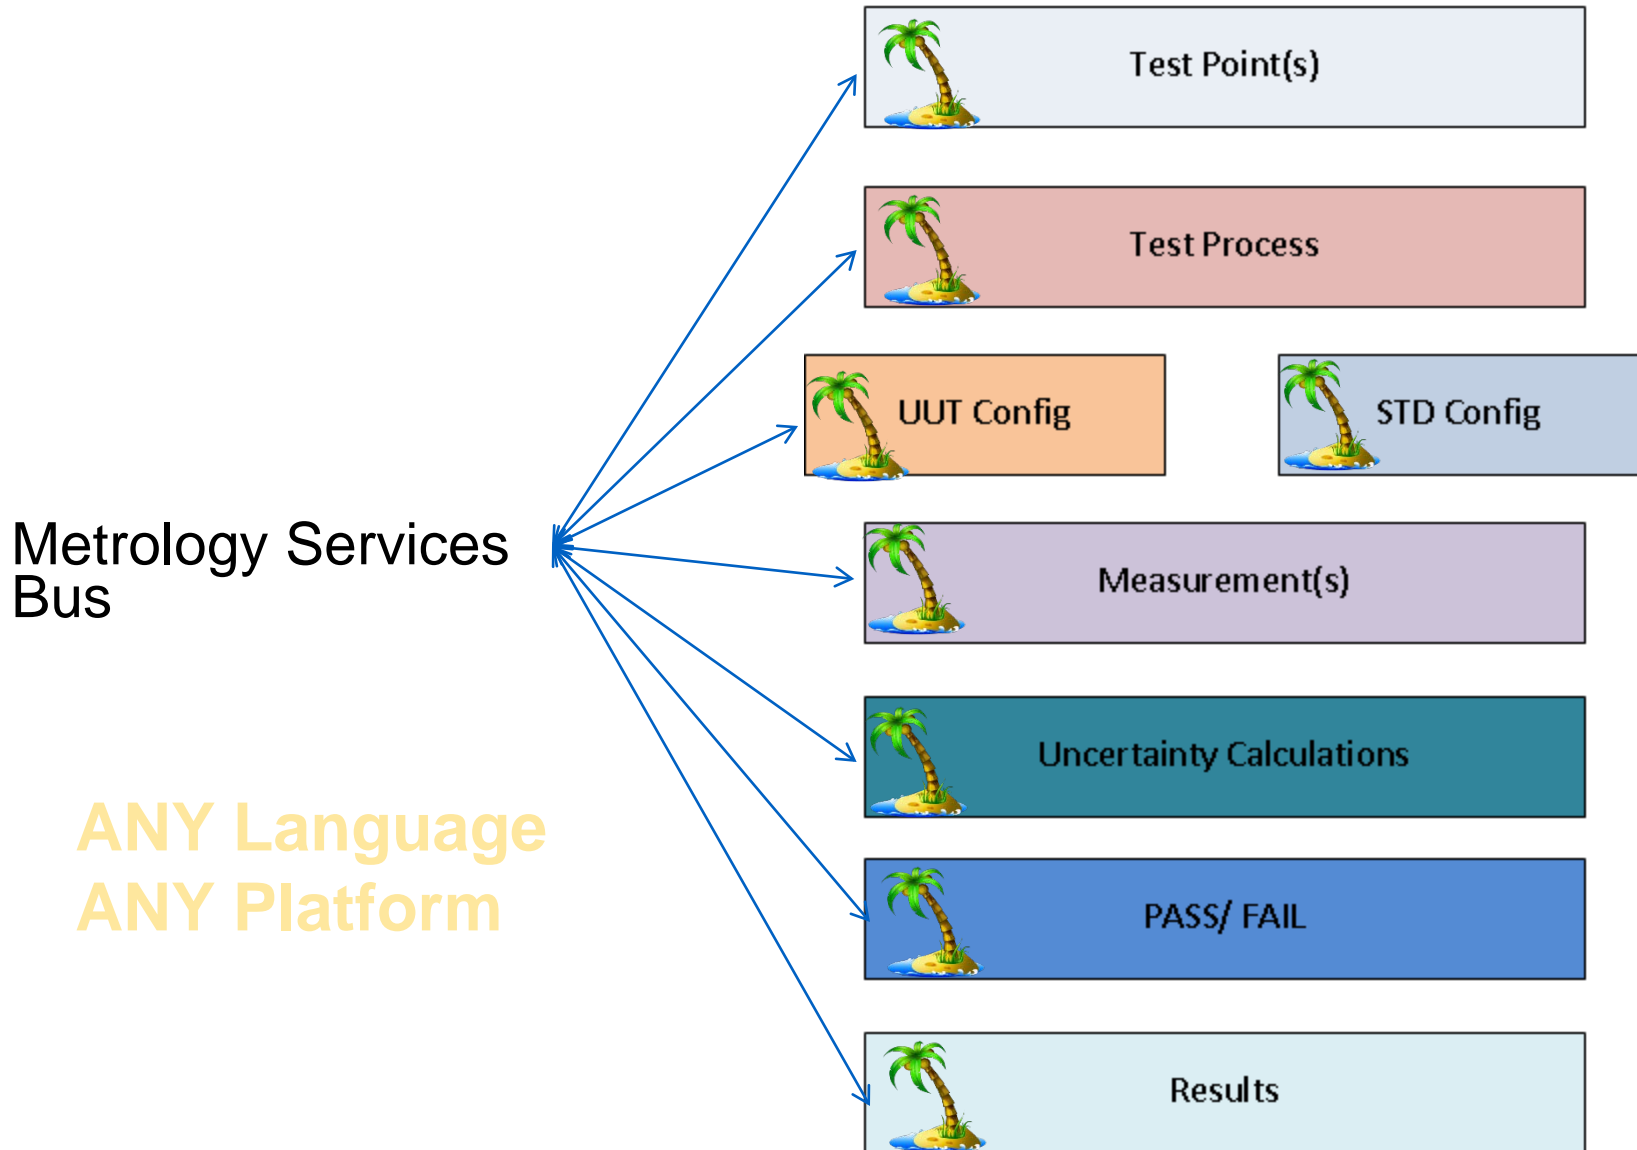 Test Point(s)
Test Process
UUT Config
STD Config
Metrology Services
Bus
Measurement(s)
Uncertainty Calculations
ANY Language
ANY Platform
PASS/ FAIL
Results